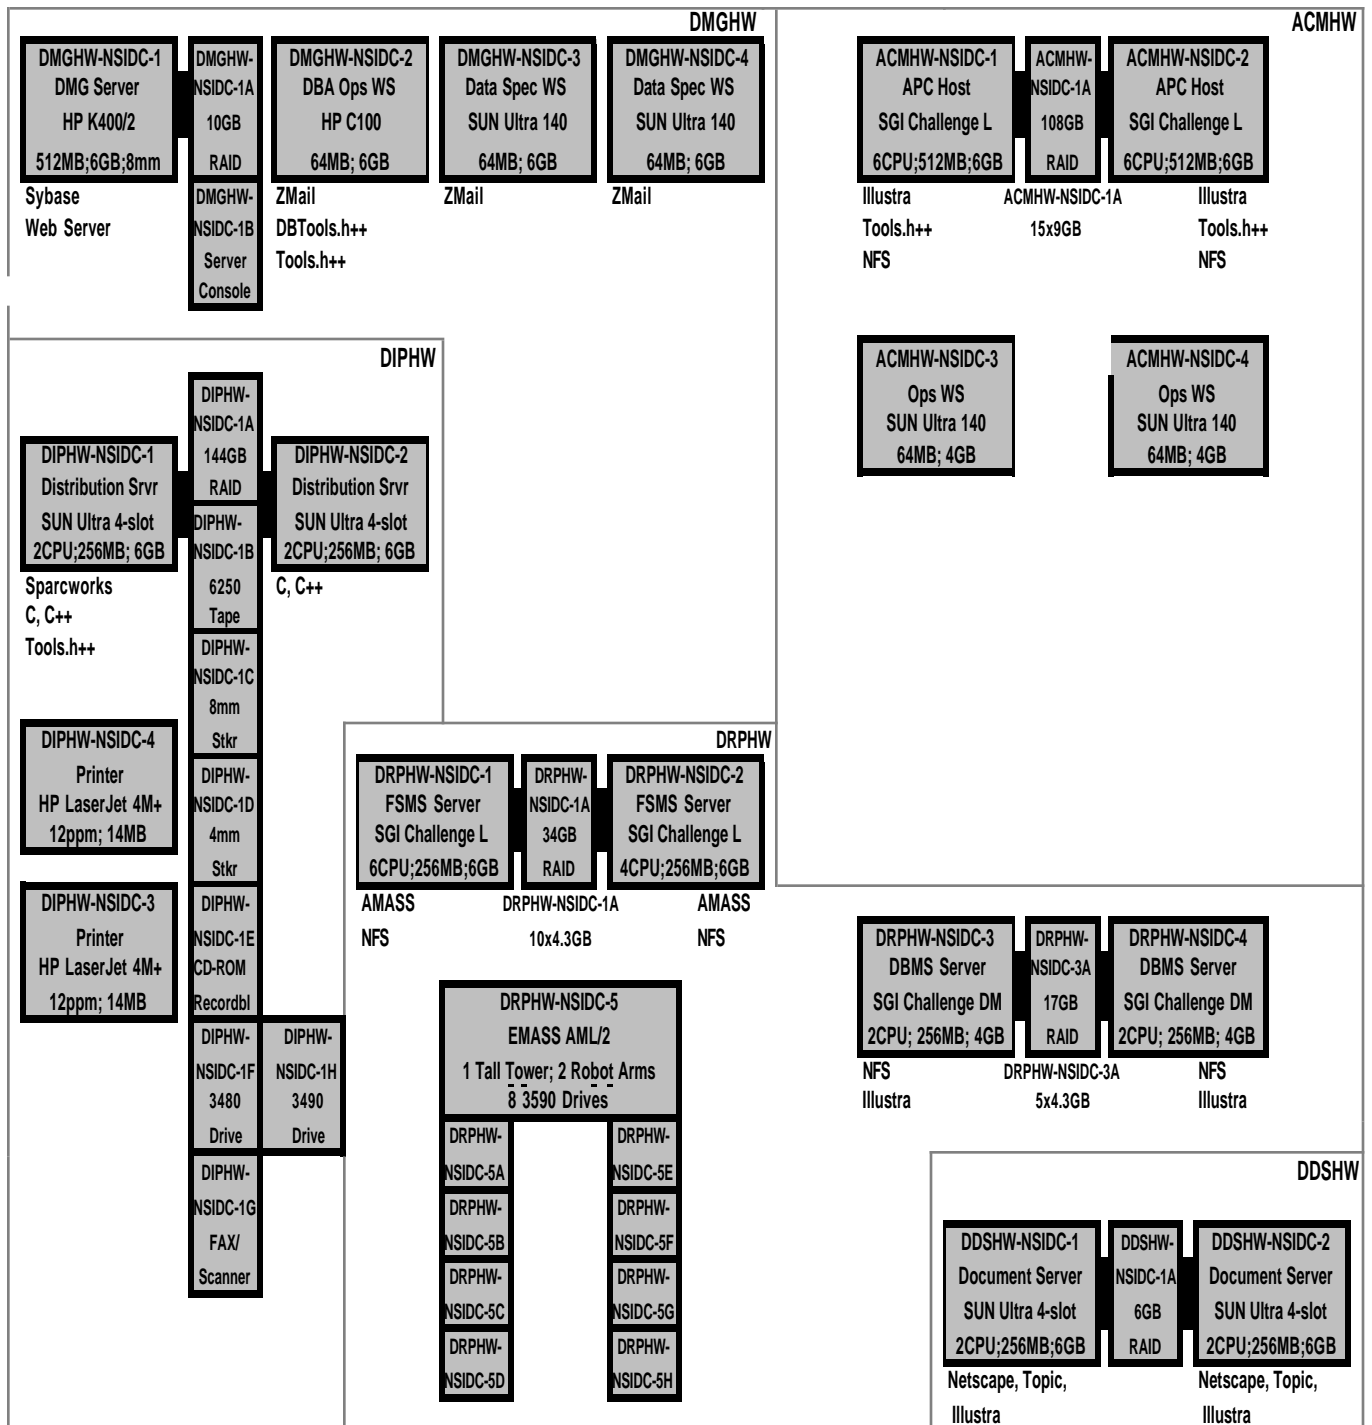 DMGHW
DMGHW-NSIDC-1
DMG Server
HP K400/2
512MB;6GB;8mm
Sybase
Web Server
DMGHW-
NSIDC-1A
10GB
RAID
DMGHW-
NSIDC-1B
Server
Console
DMGHW-NSIDC-2
DBA Ops WS
HP C100
64MB; 6GB
ZMail
DBTools.h++
Tools.h++
DMGHW-NSIDC-3
Data Spec WS
SUN Ultra 140
64MB; 6GB
ZMail
DMGHW-NSIDC-4
Data Spec WS
SUN Ultra 140
64MB; 6GB
ZMail
ACMHW
ACMHW-NSIDC-1
APC Host
SGI Challenge L
6CPU;512MB;6GB
Illustra
Tools.h++
NFS
ACMHW-
NSIDC-1A
108GB
RAID
ACMHW-NSIDC-1A
15x9GB
ACMHW-NSIDC-2
APC Host
SGI Challenge L
6CPU;512MB;6GB
Illustra
Tools.h++
NFS
ACMHW-NSIDC-3
Ops WS
SUN Ultra 140
64MB; 4GB
ACMHW-NSIDC-4
Ops WS
SUN Ultra 140
64MB; 4GB
DIPHW
DIPHW-NSIDC-1
Distribution Srvr
SUN Ultra 4-slot
2CPU;256MB; 6GB
Sparcworks
C, C++
Tools.h++
DIPHW-
NSIDC-1A
144GB
RAID
DIPHW-
NSIDC-1B
6250
Tape
DIPHW-
NSIDC-1C
8mm
Stkr
DIPHW-
NSIDC-1D
4mm
Stkr
DIPHW-
NSIDC-1E
CD-ROM
Recordbl
DIPHW-
NSIDC-1F
3480
Drive
DIPHW-
NSIDC-1H
3490
Drive
DIPHW-
NSIDC-1G
FAX/
Scanner
DIPHW-NSIDC-2
Distribution Srvr
SUN Ultra 4-slot
2CPU;256MB; 6GB
C, C++
DIPHW-NSIDC-4
Printer
HP LaserJet 4M+
12ppm; 14MB
DIPHW-NSIDC-3
Printer
HP LaserJet 4M+
12ppm; 14MB
DRPHW
DRPHW-NSIDC-1
FSMS Server
SGI Challenge L
6CPU;256MB;6GB
AMASS
NFS
DRPHW-
NSIDC-1A
34GB
RAID
DRPHW-NSIDC-1A
10x4.3GB
DRPHW-NSIDC-2
FSMS Server
SGI Challenge L
4CPU;256MB;6GB
AMASS
NFS
DRPHW-NSIDC-5
EMASS AML/2
1 Tall Tower; 2 Robot Arms
8 3590 Drives
DRPHW-
NSIDC-5A
DRPHW-
NSIDC-5B
DRPHW-
NSIDC-5C
DRPHW-
NSIDC-5D
DRPHW-
NSIDC-5E
DRPHW-
NSIDC-5F
DRPHW-
NSIDC-5G
DRPHW-
NSIDC-5H
DRPHW-NSIDC-3
DBMS Server
SGI Challenge DM
2CPU; 256MB; 4GB
NFS
Illustra
DRPHW-
NSIDC-3A
17GB
RAID
DRPHW-NSIDC-3A
5x4.3GB
DRPHW-NSIDC-4
DBMS Server
SGI Challenge DM
2CPU; 256MB; 4GB
NFS
Illustra
DDSHW
DDSHW-NSIDC-1
Document Server
SUN Ultra 4-slot
2CPU;256MB;6GB
Netscape, Topic,
Illustra
DDSHW-
NSIDC-1A
6GB
RAID
DDSHW-NSIDC-2
Document Server
SUN Ultra 4-slot
2CPU;256MB;6GB
Netscape, Topic,
Illustra